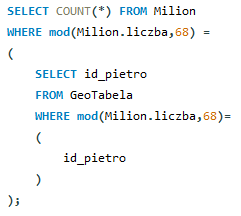 SELECT COUNT(*) FROM Milion
WHERE mod(Milion.liczba,68) =
(
SELECT id_pietro
FROM GeoTabela
WHERE mod(Milion.liczba,68)=
(
id_pietro
)
);